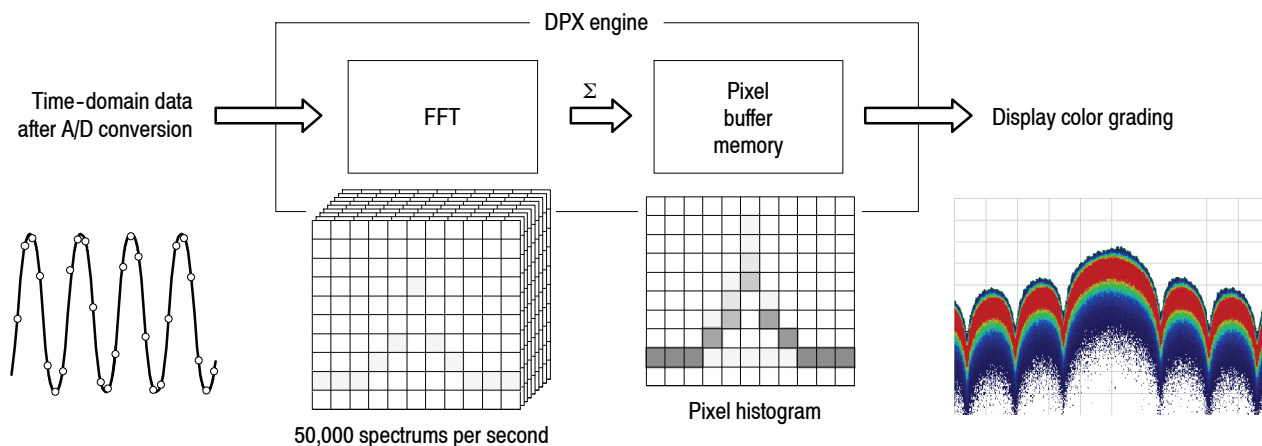 DPX engine
Time-domain data
after A/D conversion
FFT
Σ
Pixel
buffer
memory
Display color grading
Pixel histogram
50,000 spectrums per second